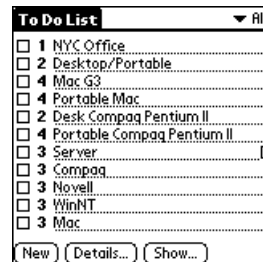 To Do List ▼ Al
1 NYC Office
2 Desktop/Portable
4 Mac G3
4 Portable Mac
2 Desk Compaq Pentium II
4 Portable Compaq Pentium II
3 Server
3 Compaq
3 Novell
3 WinNT
3 Mac
New Details... Show...